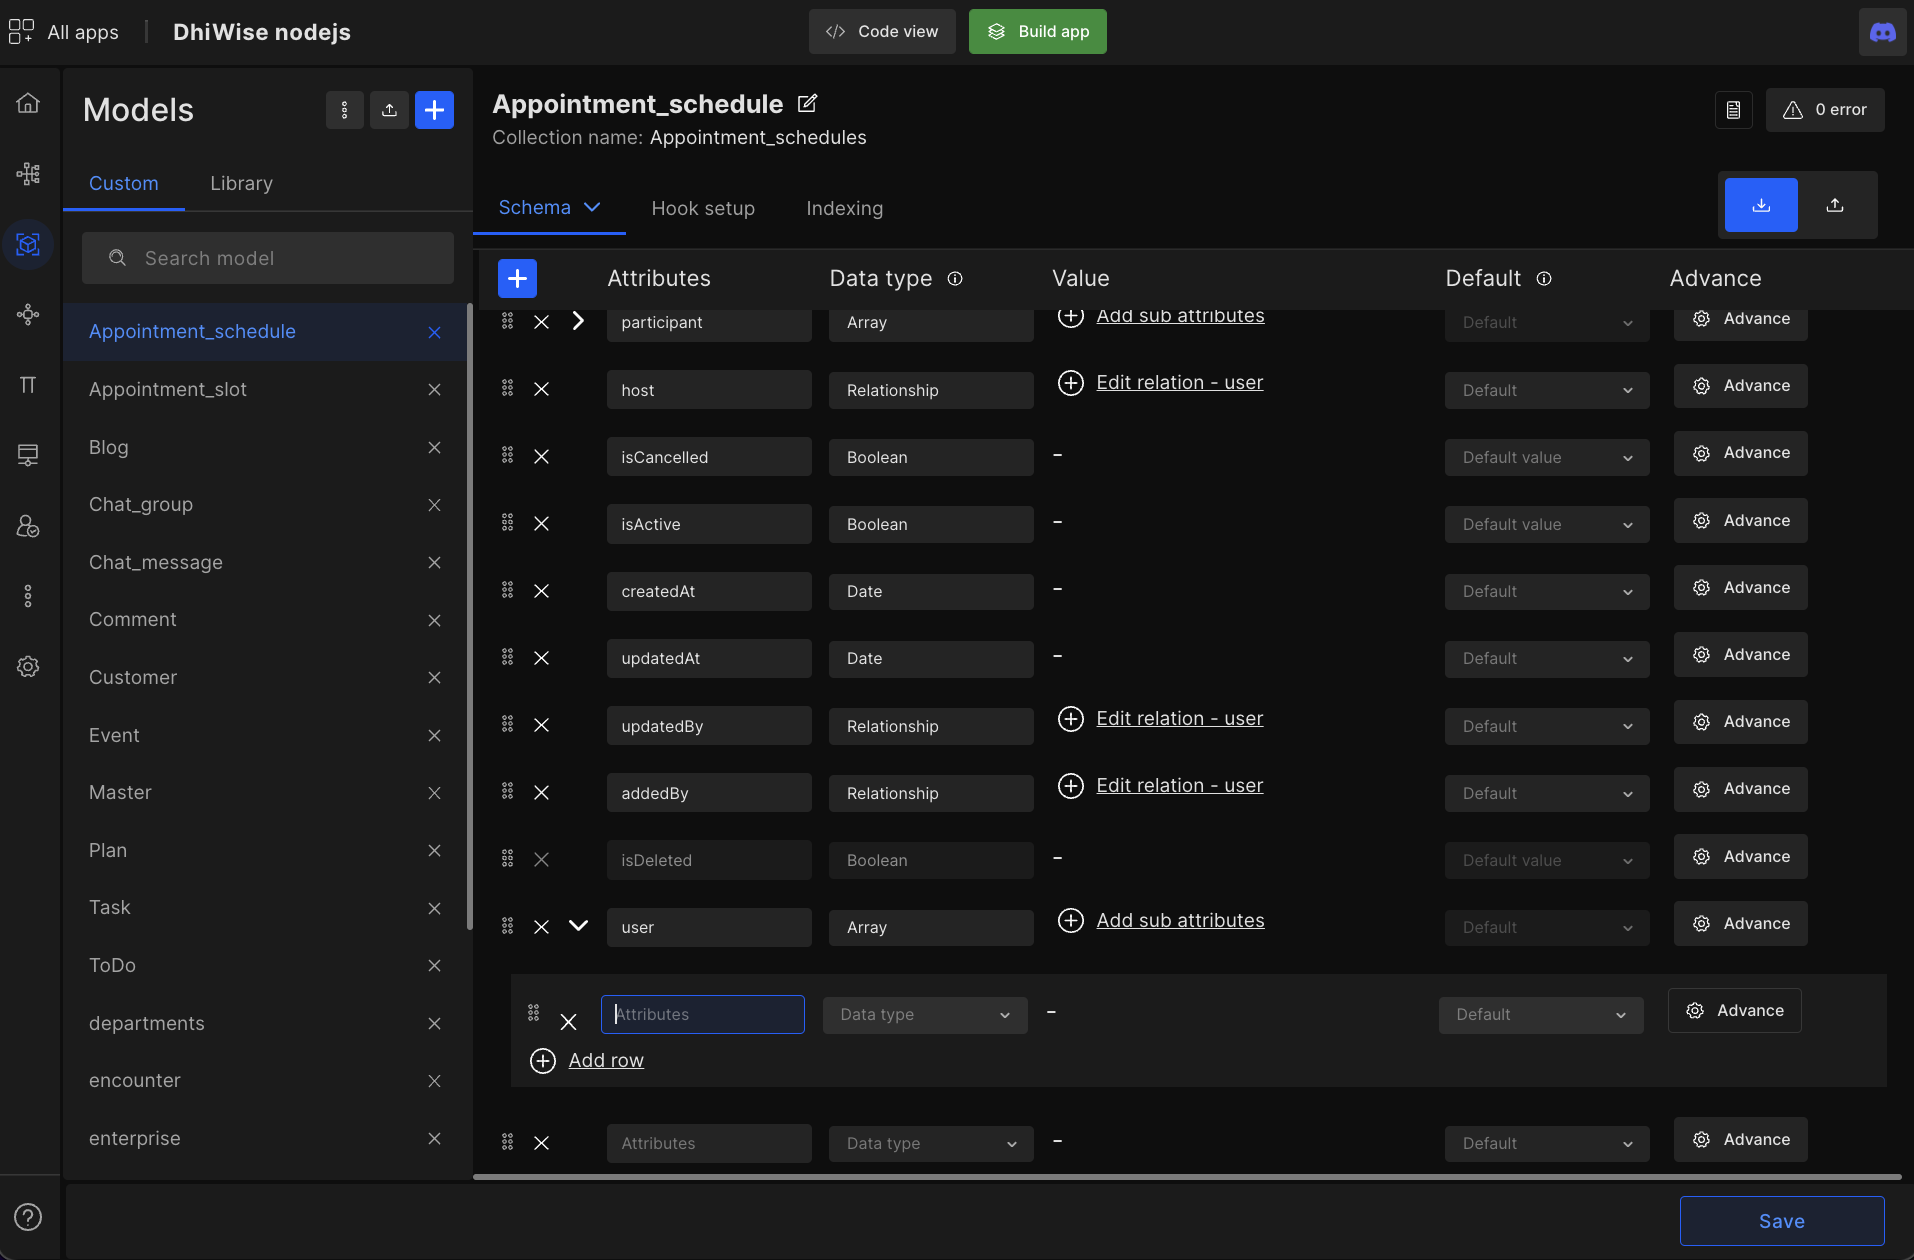 All apps
DhiWise nodejs
</> Code view
Build app
Models
Custom
Library
Search model
Appointment_schedule
Appointment_slot
Blog
Chat_group
Chat_message
Comment
Customer
Event
Master
Plan
Task
ToDo
departments
encounter
enterprise
Appointment_schedule
Collection name: Appointment_schedules
0 error
Schema
Hook setup
Indexing
Attributes Data type Value Default Advance
participant Array Add sub attributes Default Advance
host Relationship Edit relation - user Default Advance
isCancelled Boolean - Default value Advance
isActive Boolean - Default value Advance
createdAt Date - Default Advance
updatedAt Date - Default Advance
updatedBy Relationship Edit relation - user Default Advance
addedBy Relationship Edit relation - user Default Advance
isDeleted Boolean - Default value Advance
user Array Add sub attributes Default Advance
Attributes Data type - Default Advance
Add row
Attributes Data type - Default Advance
Save